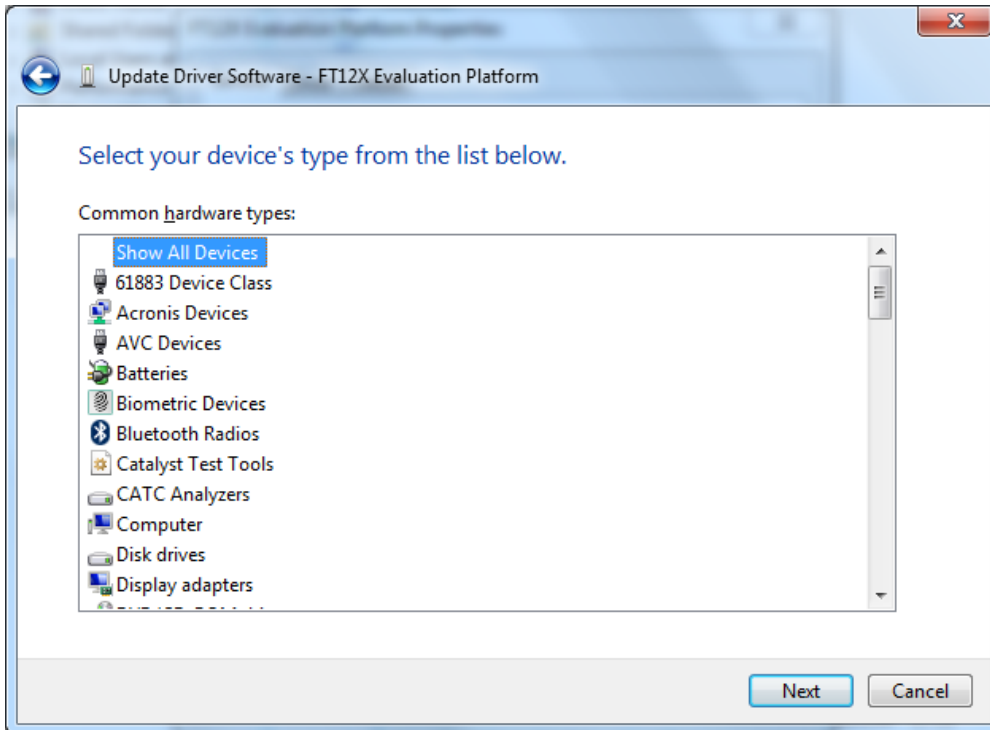 Update Driver Software - FT12X Evaluation Platform
Select your device's type from the list below.
Common hardware types:
Show All Devices
61883 Device Class
Acronis Devices
AVC Devices
Batteries
Biometric Devices
Bluetooth Radios
Catalyst Test Tools
CATC Analyzers
Computer
Disk drives
Display adapters
Next Cancel